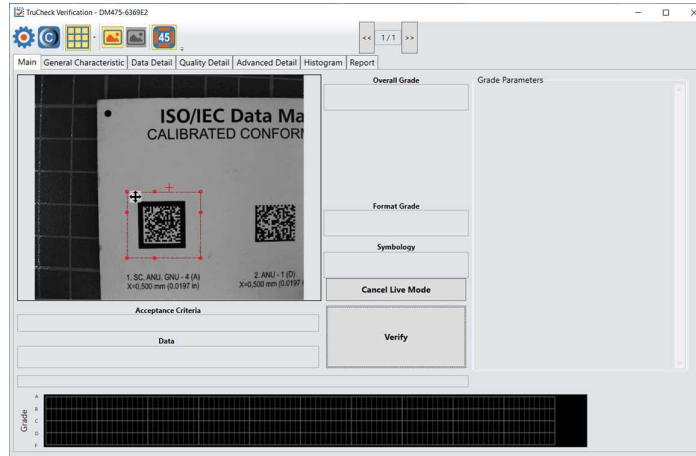 TruCheck Verification - DM475-6369E2
45
<< 1 / 1 >>
Main General Characteristic Data Detail Quality Detail Advanced Detail Histogram Report
ISO/IEC Data Ma
CALIBRATED CONFORM
1. SC, ANU, GNU - 4 (A)
X=0,500 mm (0.0197 in)
2. ANU - 1 (D)
X=0,500 mm (0.0197 i
Overall Grade
Format Grade
Symbology
Cancel Live Mode
Verify
Acceptance Criteria
Data
Grade Parameters
Grade
A
B
C
D
F